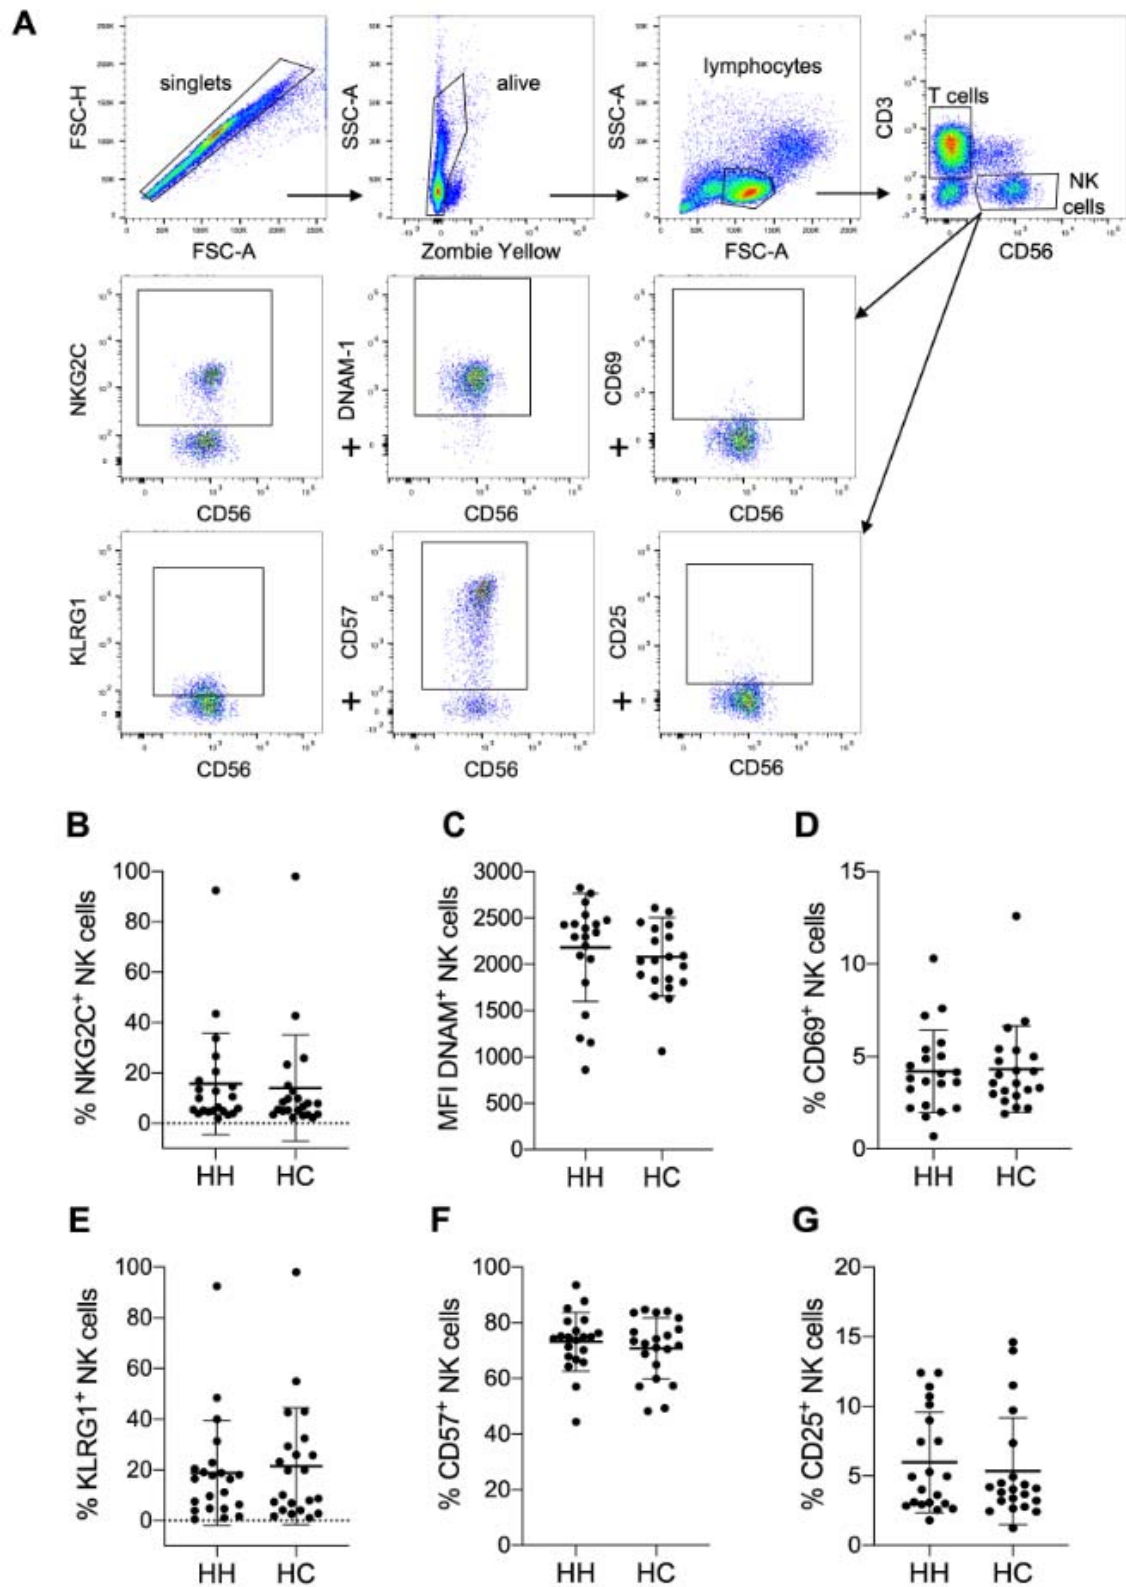 A
FSC-H
singlets
FSC-A
SSC-A
alive
Zombie Yellow
SSC-A
lymphocytes
FSC-A
CD3
T cells
NK
cells
CD56
NKG2C
CD56
+
DNAM-1
CD56
+
CD69
CD56
KLRG1
CD56
+
CD57
CD56
+
CD25
CD56
B
% NKG2C+ NK cells
100
80
60
40
20
0
HH HC
C
MFI DNAM+ NK cells
3000
2500
2000
1500
1000
500
0
HH HC
D
% CD69+ NK cells
15
10
5
0
HH HC
E
% KLRG1+ NK cells
100
80
60
40
20
0
HH HC
F
% CD57+ NK cells
100
80
60
40
20
0
HH HC
G
% CD25+ NK cells
20
15
10
5
0
HH HC